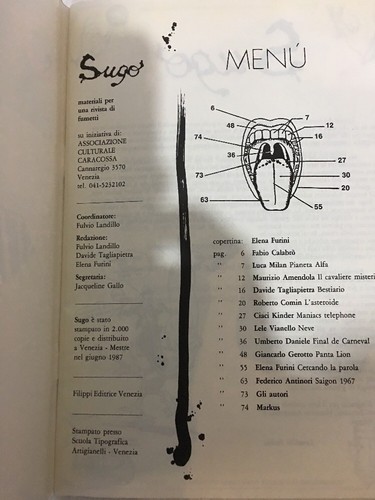 Sugo
materiali per
una rivista di
fumetti
su iniziativa di:
ASSOCIAZIONE
CULTURALE
CARACOSSA
Cannaregio 3570
Venezia
tel. 041-5232102
Coordinatore:
Fulvio Landillo
Redazione:
Fulvio Landillo
Davide Tagliapietra
Elena Furini
Segretaria:
Jacqueline Gallo
Sugo è stato
stampato in 2.000
copie e distribuito
a Venezia - Mestre
nel giugno 1987
Filippi Editrice Venezia
Stampato presso
Scuola Tipografica
Artigianelli - Venezia
MENÚ
6
7
48
12
74
16
36
27
73
30
20
63
55
copertina: Elena Furini
pag. 6 Fabio Calabrò
" 7 Luca Milan Pianeta Alfa
" 12 Maurizio Amendola Il cavaliere misteri
" 16 Davide Tagliapietra Bestiario
" 20 Roberto Comin L'asteroide
" 27 Cisci Kinder Maniacs telephone
" 30 Lele Vianello Neve
" 36 Umberto Daniele Final de Carneval
" 48 Giancarlo Gerotto Panta Lion
" 55 Elena Furini Cercando la parola
" 63 Federico Antinori Saigon 1967
" 73 Gli autori
" 74 Markus